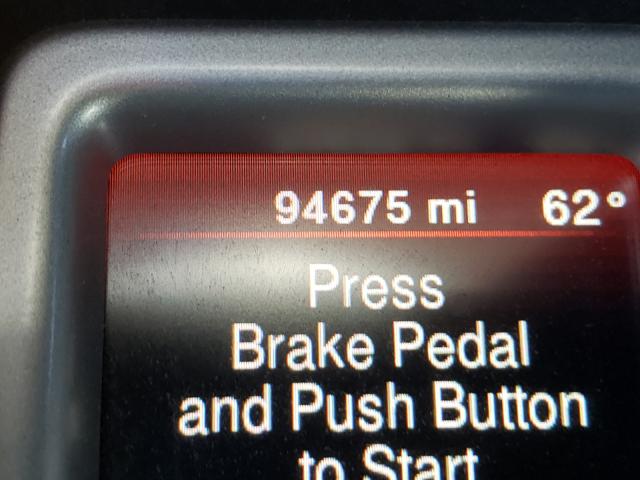 94675 mi 62°
Press
Brake Pedal
and Push Button
to Start